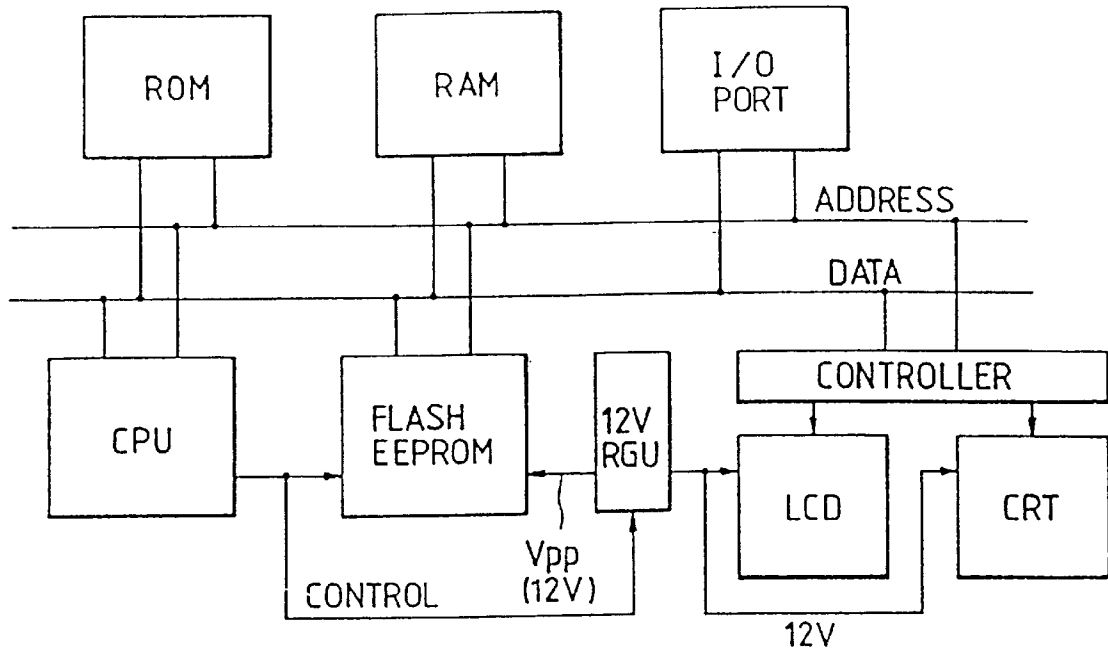 ROM
RAM
I/O
PORT
ADDRESS
DATA
CPU
FLASH
EEPROM
12V
RGU
CONTROLLER
LCD
CRT
Vpp
(12V)
CONTROL
12V